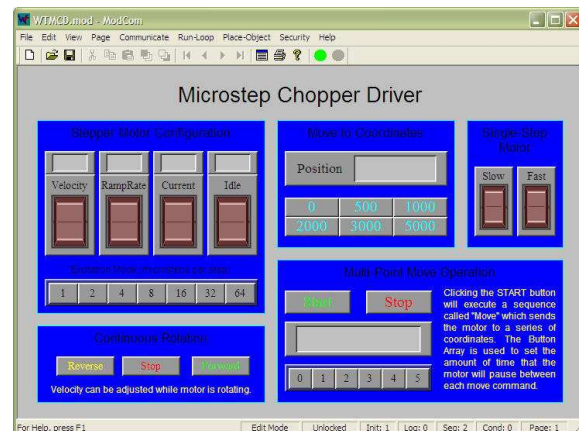 WTMCD.mod - ModCom
File Edit View Page Communicate Run-Loop Place-Object Security Help
Microstep Chopper Driver
Stepper Motor Configuration
Velocity RampRate Current Idle
1 2 4 8 16 32 64
Continuous Rotation
Reverse Stop Forward
Velocity can be adjusted while motor is rotating.
Move to Coordinates
Position
0 500 1000
2000 3000 5000
Single-Step
Motor
Slow Fast
Multi-Point Move Operation
Start Stop
0 1 2 3 4 5
Clicking the START button
will execute a sequence
called "Move" which sends
the motor to a series of
coordinates. The Button
Array is used to set the
amount of time that the
motor will pause between
each move command.
For Help, press F1 Edit Mode Unlocked Init: 1 Log: 0 Seq: 2 Cond: 0 Page: 1